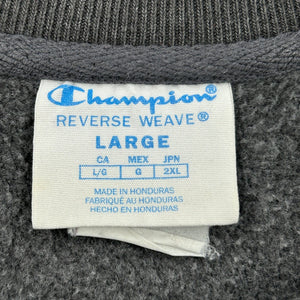 Champion®
REVERSE WEAVE®
LARGE
CA MEX JPN
L/G G 2XL
MADE IN HONDURAS
FABRIQUÉ AU HONDURAS
HECHO EN HONDURAS